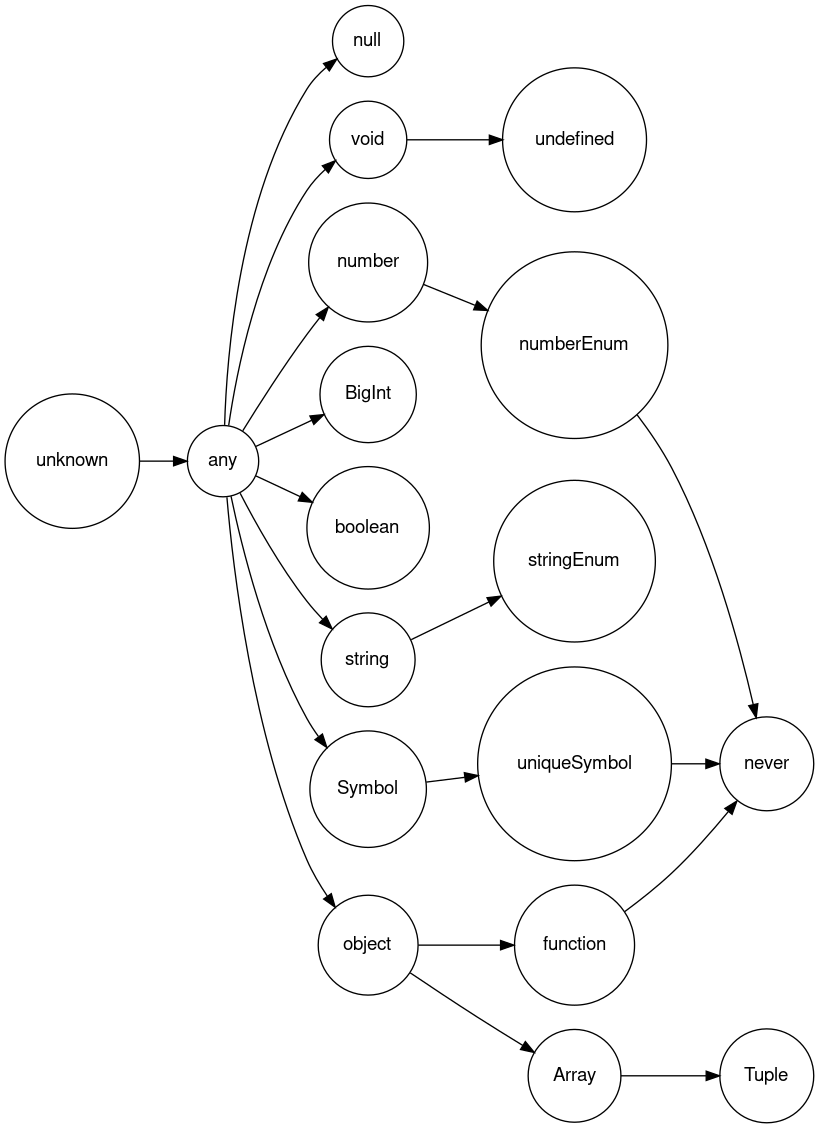 null
void
undefined
number
numberEnum
BigInt
unknown
any
boolean
stringEnum
string
uniqueSymbol
never
Symbol
object
function
Array
Tuple